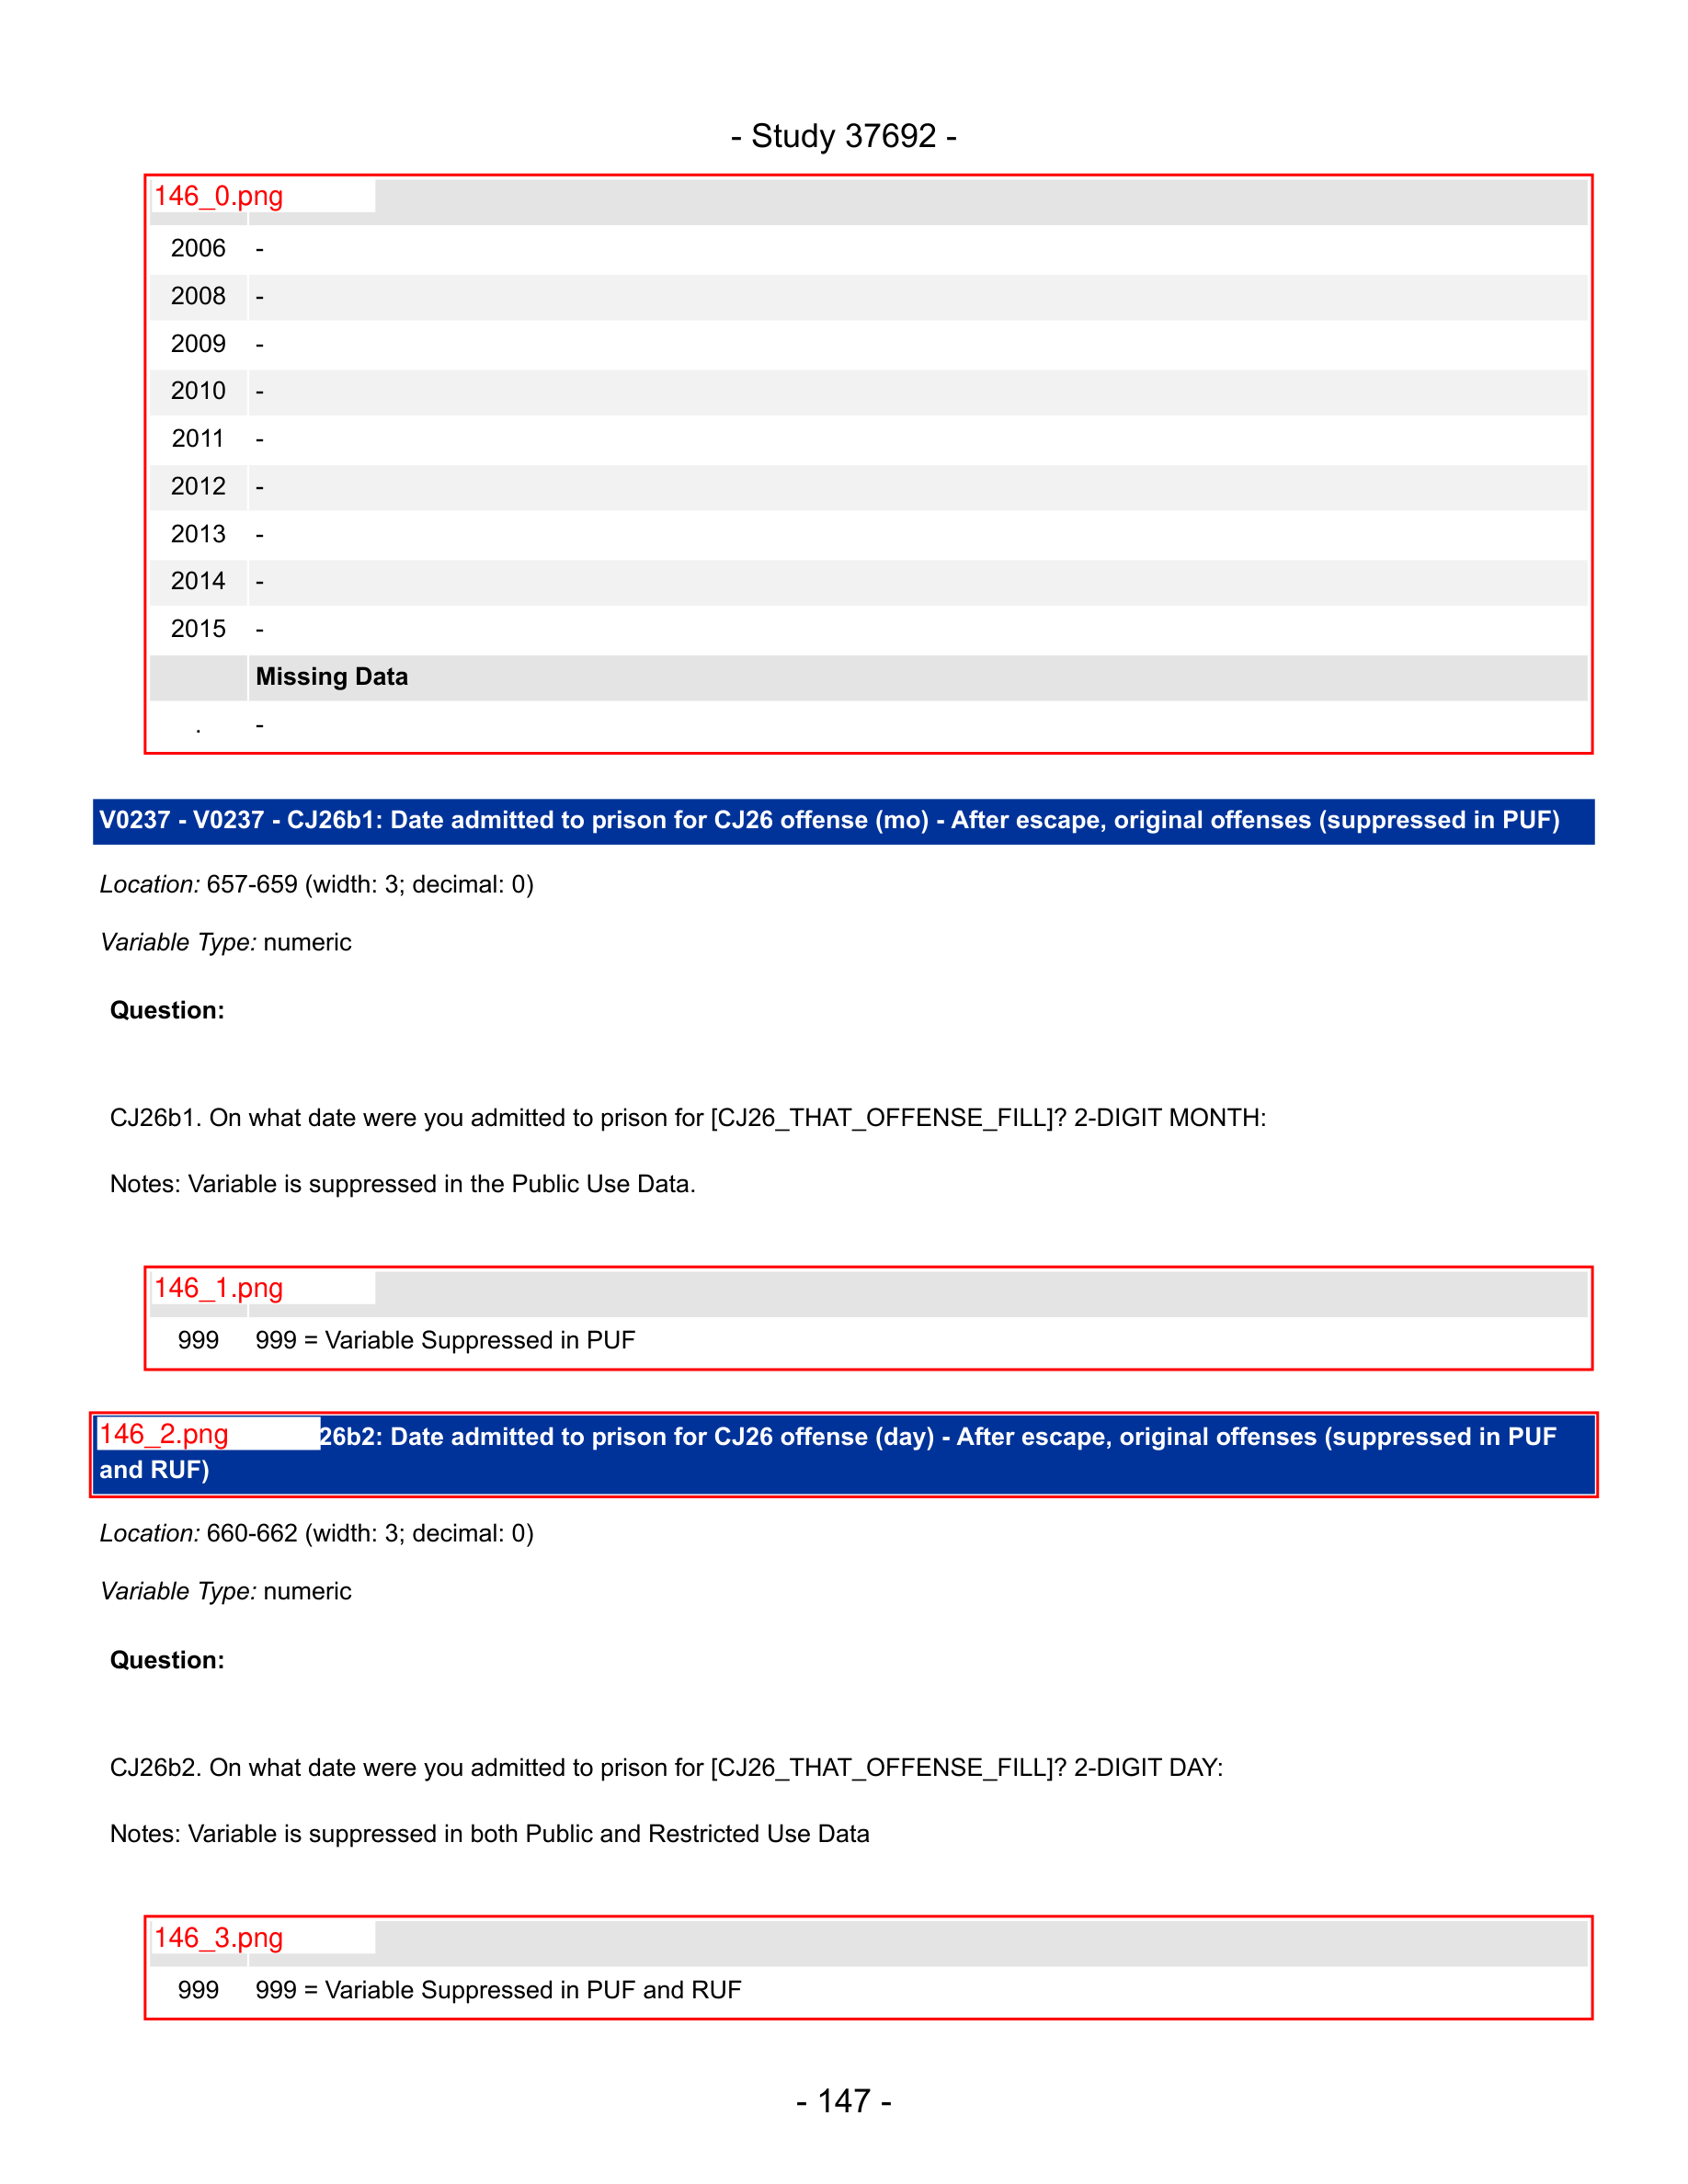 - Study 37692 -
146_0.png
2006 -
2008 -
2009 -
2010 -
2011 -
2012 -
2013 -
2014 -
2015 -
Missing Data
. -
V0237 - V0237 - CJ26b1: Date admitted to prison for CJ26 offense (mo) - After escape, original offenses (suppressed in PUF)
Location: 657-659 (width: 3; decimal: 0)
Variable Type: numeric
Question:
CJ26b1. On what date were you admitted to prison for [CJ26_THAT_OFFENSE_FILL]? 2-DIGIT MONTH:
Notes: Variable is suppressed in the Public Use Data.
146_1.png
999 999 = Variable Suppressed in PUF
146_2.png 26b2: Date admitted to prison for CJ26 offense (day) - After escape, original offenses (suppressed in PUF
and RUF)
Location: 660-662 (width: 3; decimal: 0)
Variable Type: numeric
Question:
CJ26b2. On what date were you admitted to prison for [CJ26_THAT_OFFENSE_FILL]? 2-DIGIT DAY:
Notes: Variable is suppressed in both Public and Restricted Use Data
146_3.png
999 999 = Variable Suppressed in PUF and RUF
- 147 -